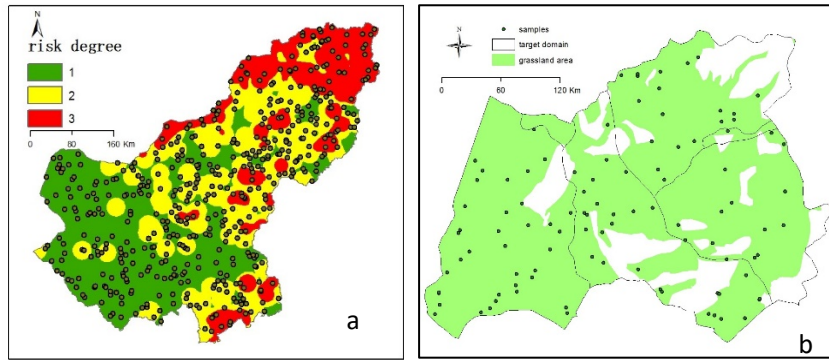 N
risk degree
1
2
3
0 80 160 Km
a
N
samples
target domain
grassland area
0 60 120 Km
b